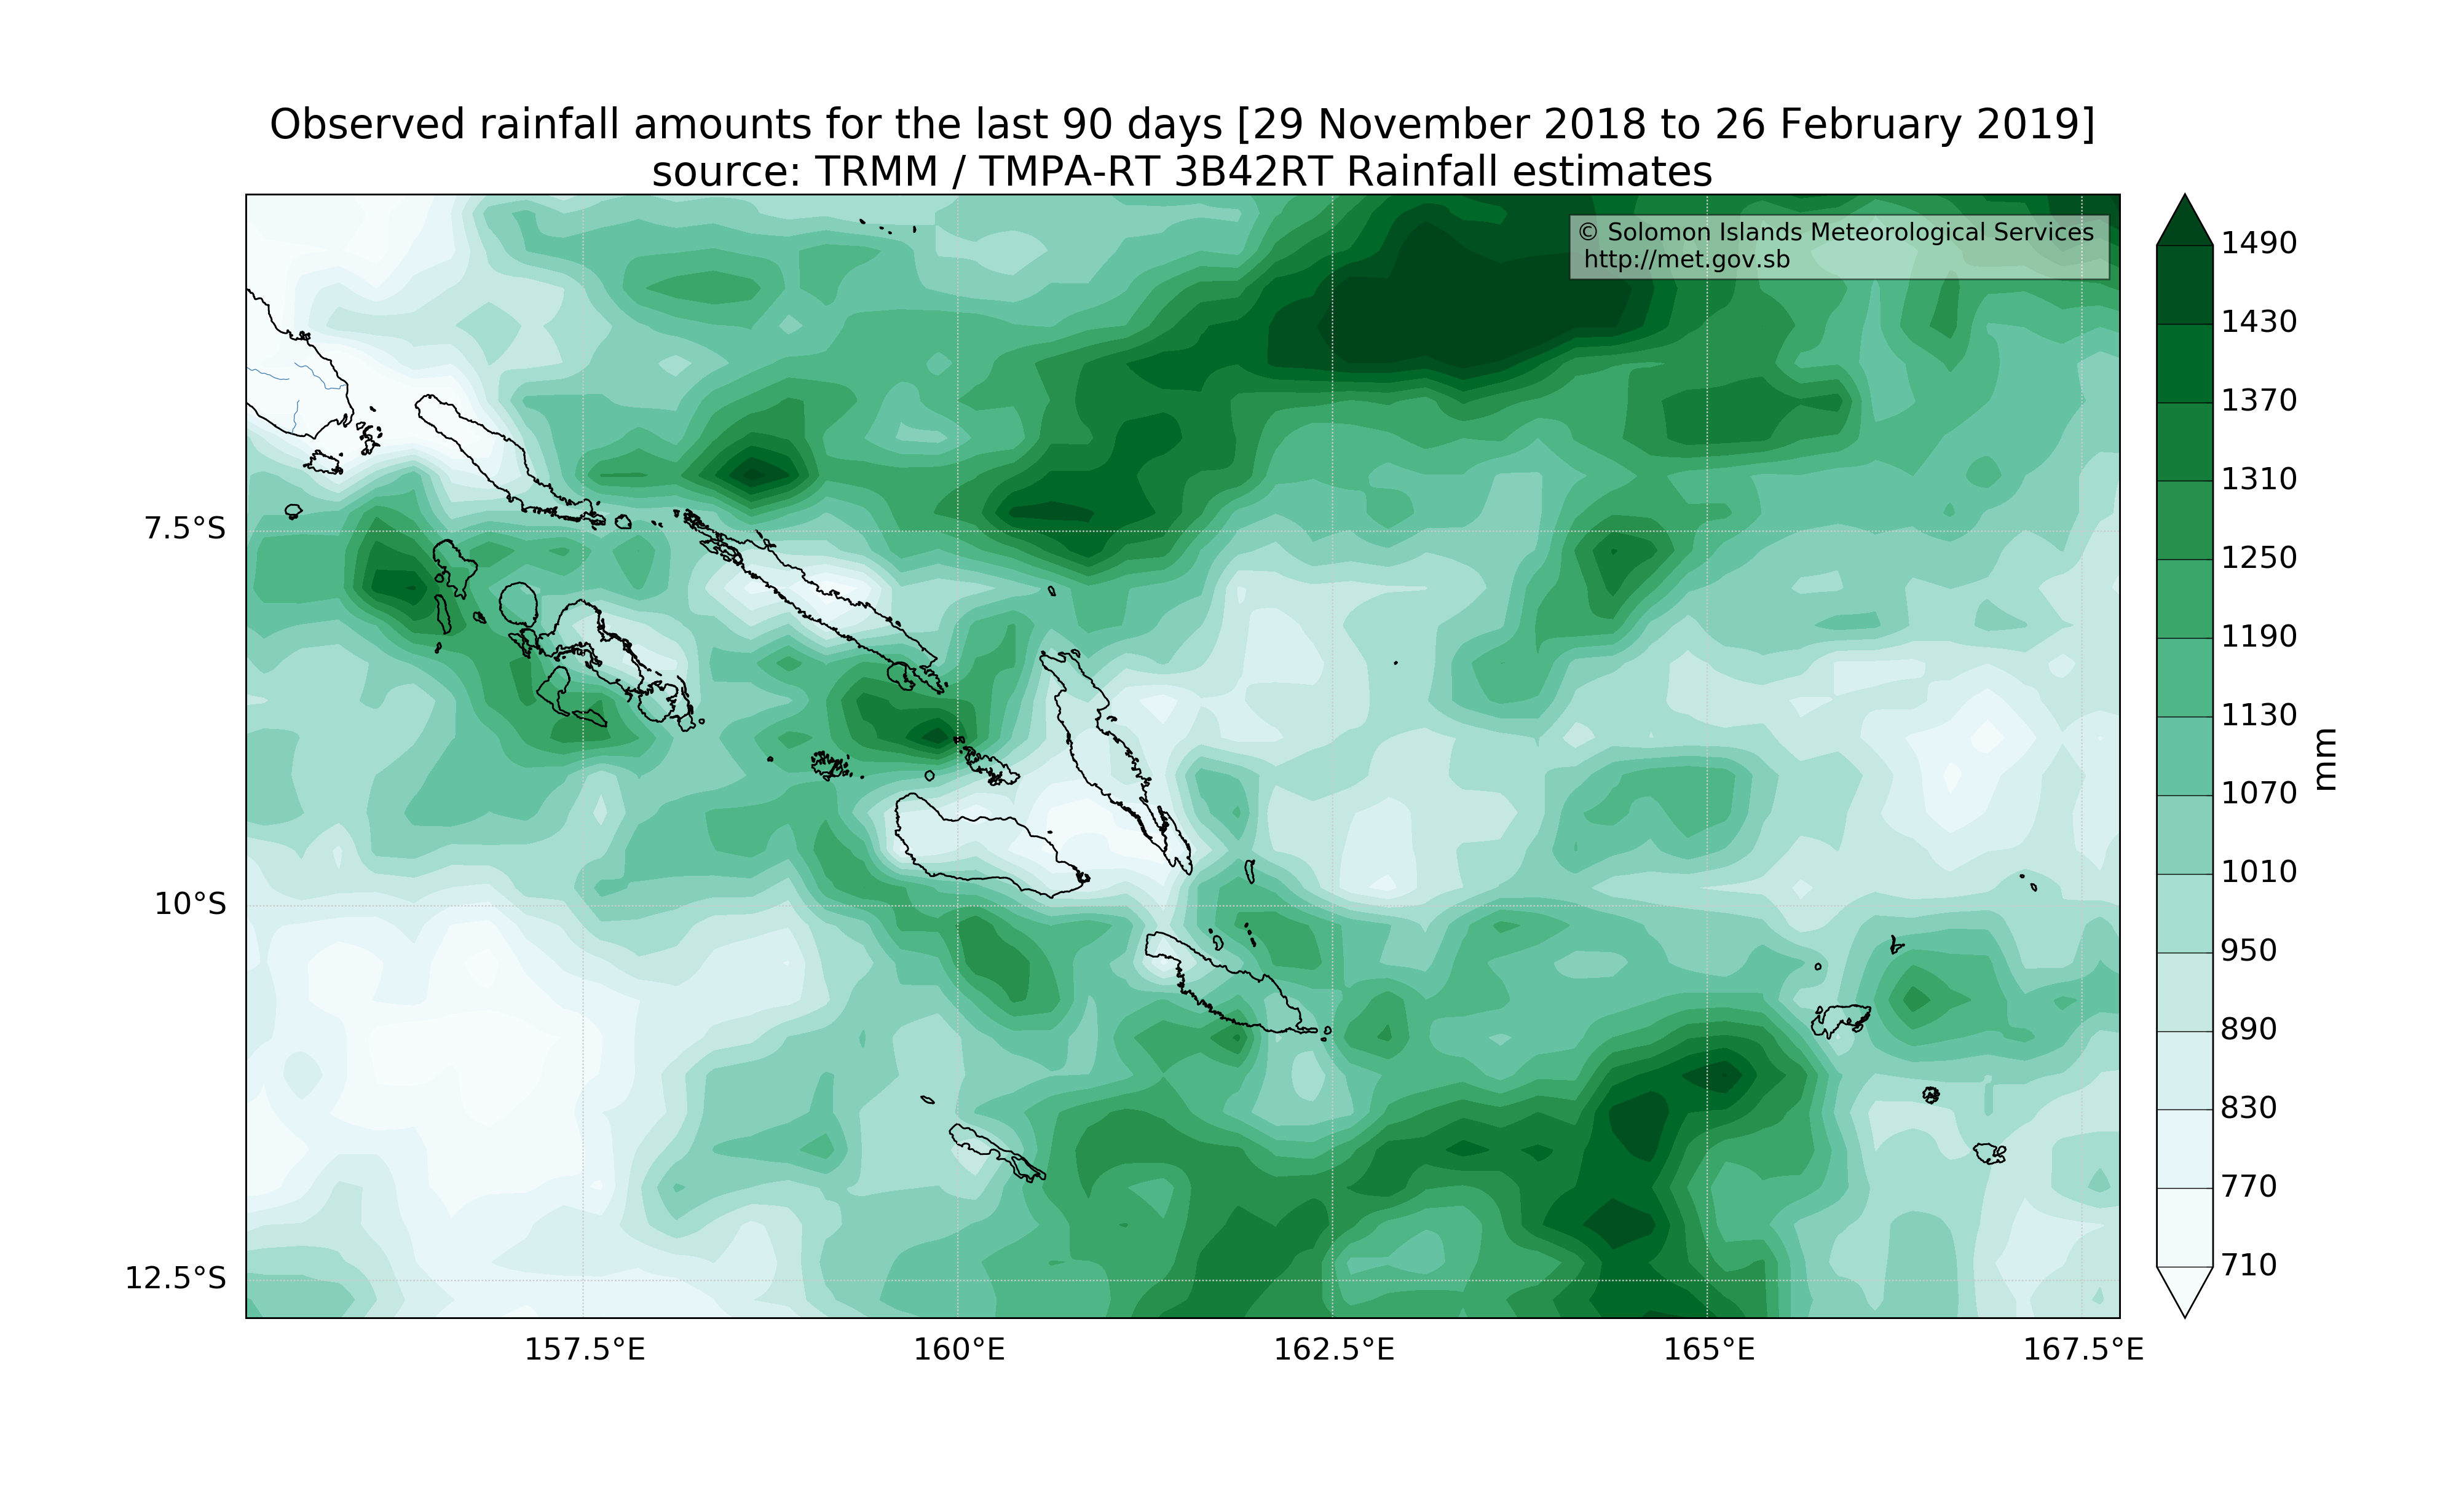 Observed rainfall amounts for the last 90 days [29 November 2018 to 26 February 2019]
source: TRMM / TMPA-RT 3B42RT Rainfall estimates
© Solomon Islands Meteorological Services
http://met.gov.sb
7.5°S
10°S
12.5°S
157.5°E
160°E
162.5°E
165°E
167.5°E
1490
1430
1370
1310
1250
1190
1130
1070
1010
950
890
830
770
710
mm